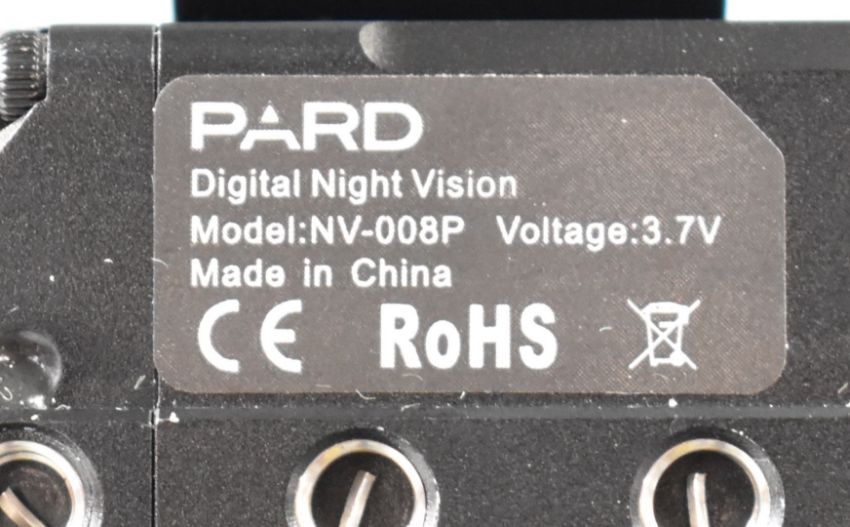 PARD
Digital Night Vision
Model:NV-008P Voltage:3.7V
Made in China
CE RoHS